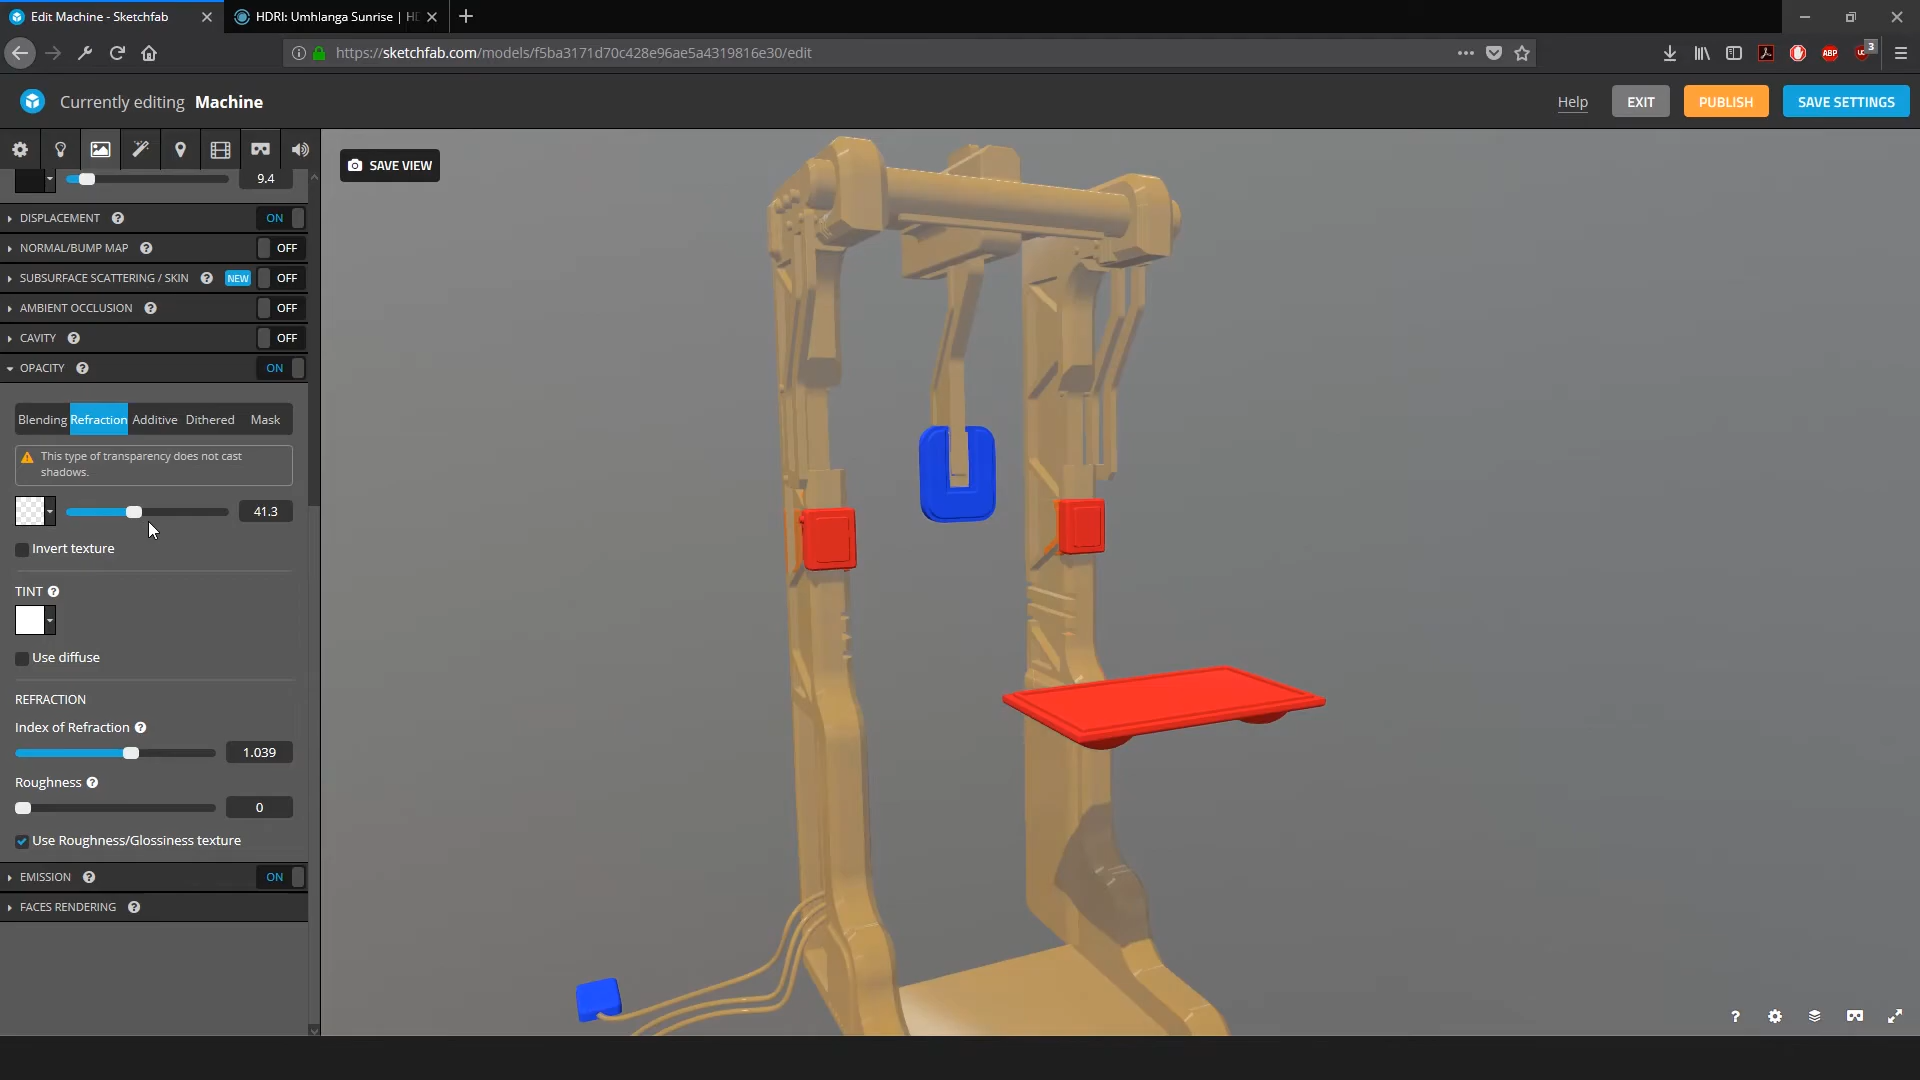 Edit Machine - Sketchfab
HDRI: Umhlanga Sunrise | HD
https://sketchfab.com/models/f5ba3171d70c428e96ae5a4319816e30/edit
ABP
3
Currently editing Machine
Help
EXIT
PUBLISH
SAVE SETTINGS
SAVE VIEW
9.4
DISPLACEMENT ? ON
NORMAL/BUMP MAP ? OFF
SUBSURFACE SCATTERING / SKIN ? NEW OFF
AMBIENT OCCLUSION ? OFF
CAVITY ? OFF
OPACITY ? ON
Blending Refraction Additive Dithered Mask
This type of transparency does not cast
shadows.
41.3
Invert texture
TINT ?
Use diffuse
REFRACTION
Index of Refraction ?
1.039
Roughness ?
0
Use Roughness/Glossiness texture
EMISSION ? ON
FACES RENDERING ?
?